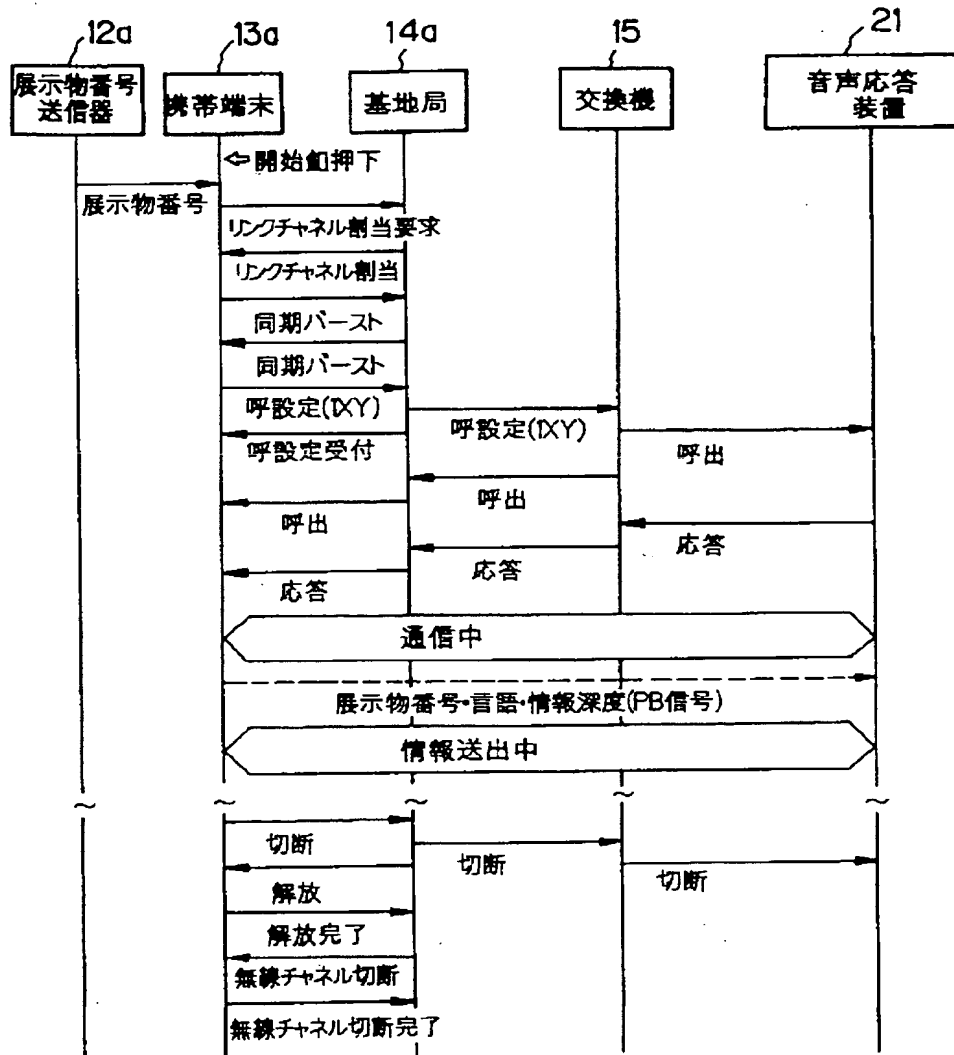 12a
13a
14a
15
21
展示物番号
送信器
携帯端末
基地局
交換機
音声応答
装置
⇦開始釦押下
展示物番号
リンクチャネル割当要求
リンクチャネル割当
同期バースト
同期バースト
呼設定(1XY)
呼設定(1XY)
呼設定受付
呼出
呼出
呼出
応答
応答
応答
通信中
展示物番号・言語・情報深度(PB信号)
情報送出中
切断
切断
切断
解放
解放完了
無線チャネル切断
無線チャネル切断完了